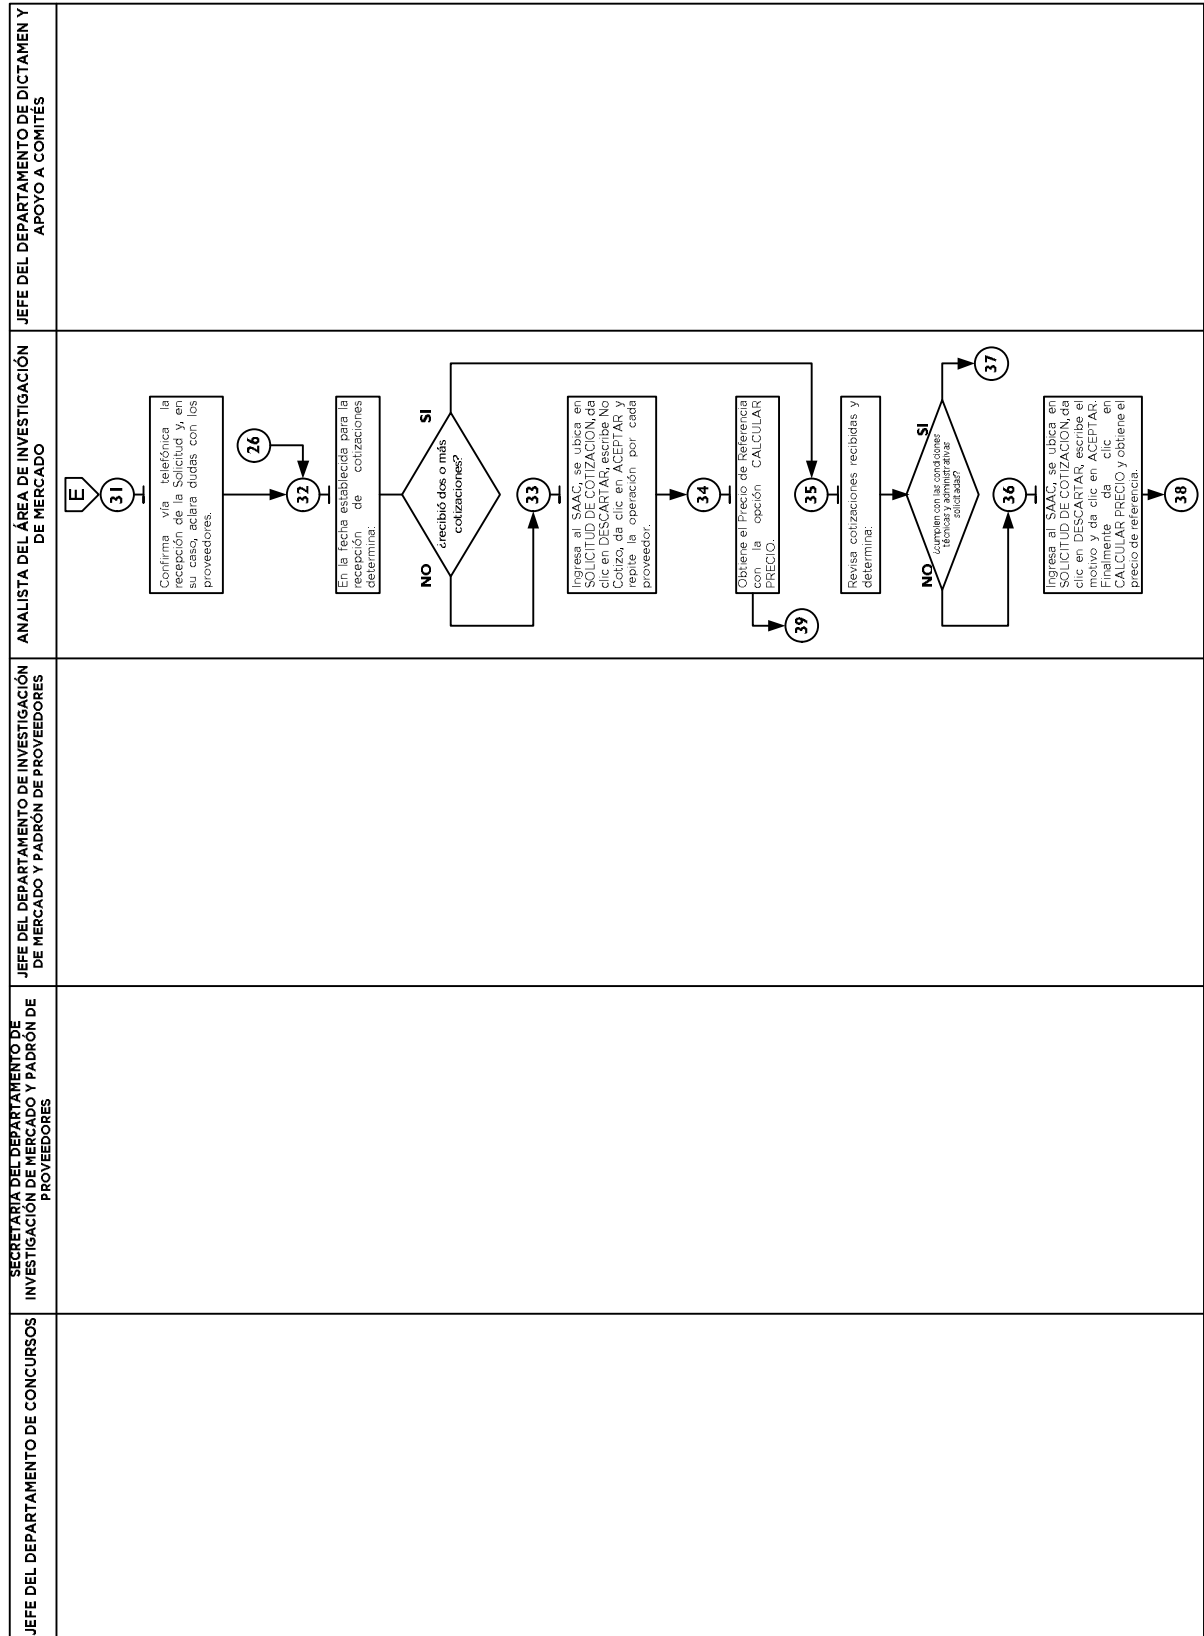 JEFE DEL DEPARTAMENTO DE CONCURSOS
SECRETARIA DEL DEPARTAMENTO DE
INVESTIGACIÓN DE MERCADO Y PADRÓN DE
PROVEEDORES
JEFE DEL DEPARTAMENTO DE INVESTIGACIÓN
DE MERCADO Y PADRÓN DE PROVEEDORES
ANALISTA DEL ÁREA DE INVESTIGACIÓN
DE MERCADO
JEFE DEL DEPARTAMENTO DE DICTAMEN Y
APOYO A COMITÉS
E
31
Confirma vía telefónica la
recepción de la Solicitud y, en
su caso, aclara dudas con los
proveedores.
26
32
En la fecha establecida para la
recepción de cotizaciones
determina:
NO
¿recibió dos o más
cotizaciones?
SI
33
Ingresa al SAAC, se ubica en
SOLICITUD DE COTIZACION, da
clic en DESCARTAR, escribe No
Cotizo, da clic en ACEPTAR y
repite la operación por cada
proveedor.
34
Obtiene el Precio de Referencia
con la opción CALCULAR
PRECIO.
39
35
Revisa cotizaciones recibidas y
determina:
NO
¿cumplen con las condiciones
técnicas y administrativas
solicitadas?
SI
37
36
Ingresa al SAAC, se ubica en
SOLICITUD DE COTIZACION, da
clic en DESCARTAR, escribe el
motivo y da clic en ACEPTAR.
Finalmente da clic en
CALCULAR PRECIO y obtiene el
precio de referencia.
38